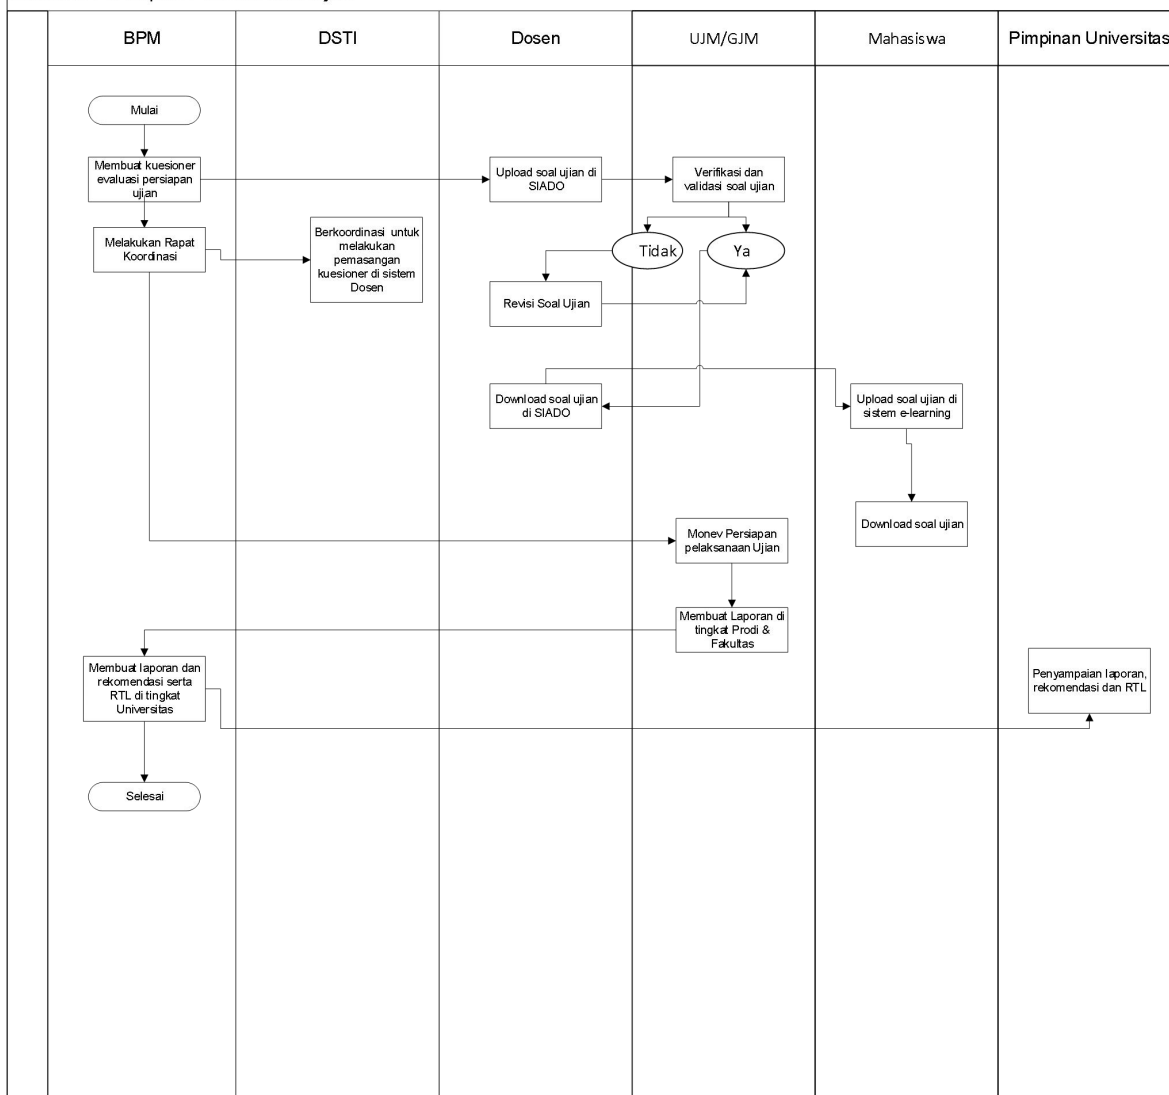 BPM
DSTI
Dosen
UJM/GJM
Mahasiswa
Pimpinan Universitas
Mulai
Membuat kuesioner
evaluasi persiapan
ujian
Upload soal ujian di
SIADO
Verifikasi dan
validasi soal ujian
Melakukan Rapat
Koordinasi
Berkoordinasi untuk
melakukan
pemasangan
kuesioner di sistem
Dosen
Tidak
Ya
Revisi Soal Ujian
Download soal ujian
di SIADO
Upload soal ujian di
sistem e-learning
Download soal ujian
Monev Persiapan
pelaksanaan Ujian
Membuat Laporan di
tingkat Prodi &
Fakultas
Membuat laporan dan
rekomendasi serta
RTL di tingkat
Universitas
Penyampaian laporan,
rekomendasi dan RTL
Selesai